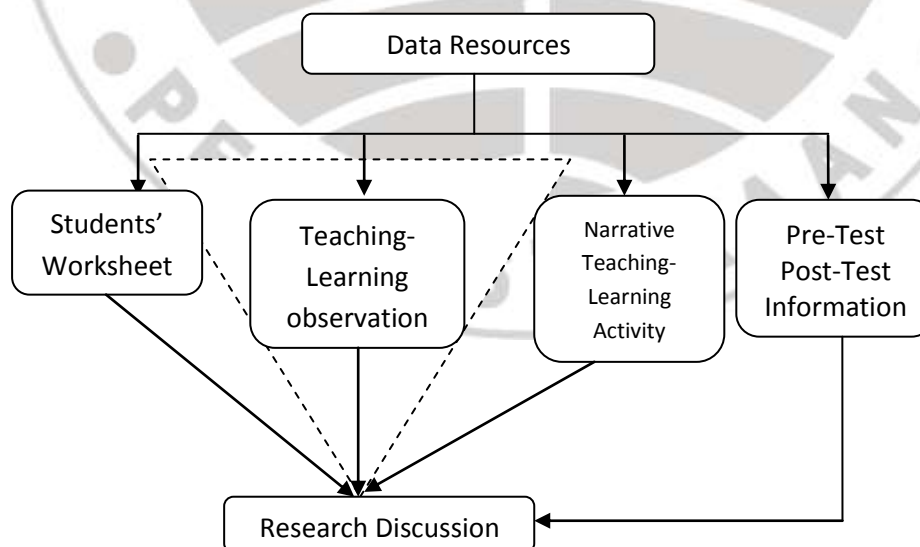 Data Resources
Students’
Worksheet
Teaching-
Learning
observation
Narrative
Teaching-
Learning
Activity
Pre-Test
Post-Test
Information
Research Discussion